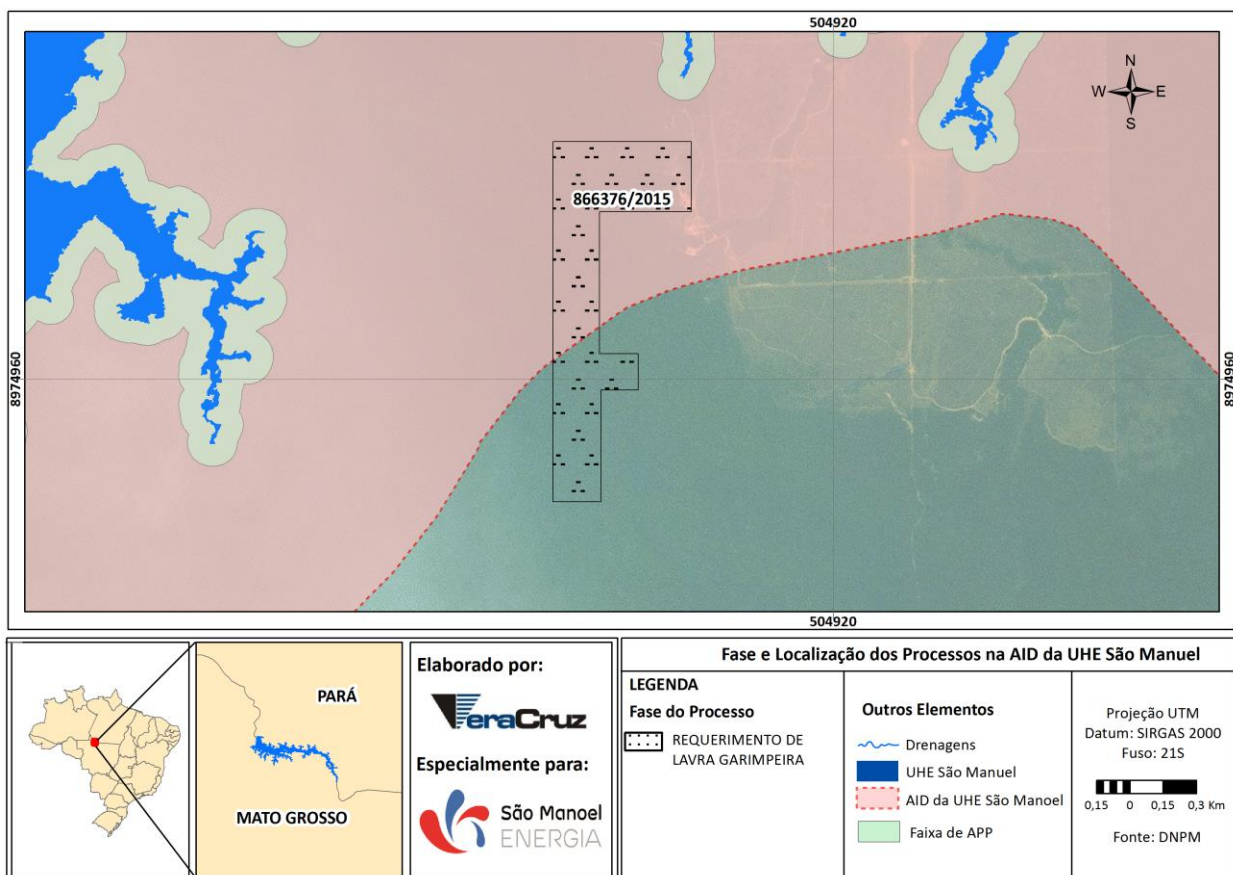 504920
N
W E
S
866376/2015
8974960
8974960
504920
PARÁ
MATO GROSSO
Elaborado por:
VeraCruz
Especialmente para:
São Manoel
ENERGIA
Fase e Localização dos Processos na AID da UHE São Manuel
LEGENDA
Fase do Processo
REQUERIMENTO DE
LAVRA GARIMPEIRA
Outros Elementos
Drenagens
UHE São Manuel
AID da UHE São Manoel
Faixa de APP
Projeção UTM
Datum: SIRGAS 2000
Fuso: 21S
0,15 0 0,15 0,3 Km
Fonte: DNPM